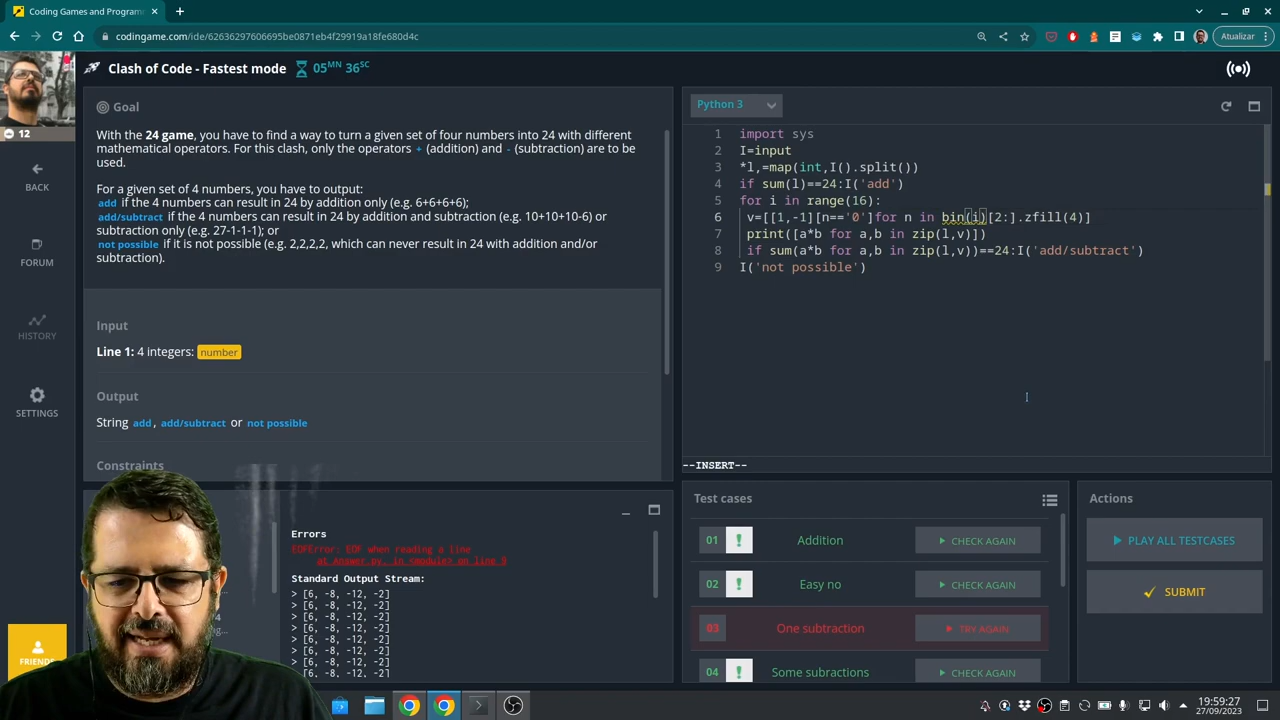 Coding Games and Programm
codingame.com/ide/62636297606695be0871eb4f29919a18fe680d4c
Atualizar
12
BACK
FORUM
HISTORY
SETTINGS
FRIENDS
Clash of Code - Fastest mode
05MN 36SC
Goal
With the 24 game, you have to find a way to turn a given set of four numbers into 24 with different
mathematical operators. For this clash, only the operators + (addition) and - (subtraction) are to be
used.
For a given set of 4 numbers, you have to output:
add if the 4 numbers can result in 24 by addition only (e.g. 6+6+6+6);
add/subtract if the 4 numbers can result in 24 by addition and subtraction (e.g. 10+10+10-6) or
subtraction only (e.g. 27-1-1-1); or
not possible if it is not possible (e.g. 2,2,2,2, which can never result in 24 with addition and/or
subtraction).
Input
Line 1: 4 integers: number
Output
String add, add/subtract or not possible
Constraints
Errors
EOFError: EOF when reading a line
at Answer.py. in <module> on line 9
Standard Output Stream:
> [6, -8, -12, -2]
> [6, -8, -12, -2]
> [6, -8, -12, -2]
> [6, -8, -12, -2]
> [6, -8, -12, -2]
> [6, -8, -12, -2]
> [6, -8, -12, -2]
> [6, -8, -12, -2]
Python 3
1 import sys
2 I=input
3 *l,=map(int,I().split())
4 if sum(l)==24:I('add')
5 for i in range(16):
6 v=[[1,-1][n=='0']for n in bin(i)[2:].zfill(4)]
7 print([a*b for a,b in zip(l,v)])
8 if sum(a*b for a,b in zip(l,v))==24:I('add/subtract')
9 I('not possible')
--INSERT--
Test cases
01 Addition CHECK AGAIN
02 Easy no CHECK AGAIN
03 One subtraction TRY AGAIN
04 Some subractions CHECK AGAIN
Actions
PLAY ALL TESTCASES
SUBMIT
19:59:27
27/09/2023